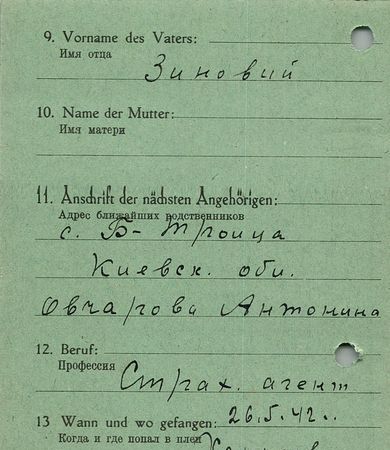 9. Vorname des Vaters:
Имя отца
Зиновий
10. Name der Mutter:
Имя матери
11. Anschrift der nächsten Angehörigen:
Адрес ближайших родственников
с. Б-Троица
Киевск. обл.
Овчарова Антонина
12. Beruf:
Профессия
Страх. агент
13 Wann und wo gefangen: 26.5.42г.
Когда и где попал в плен